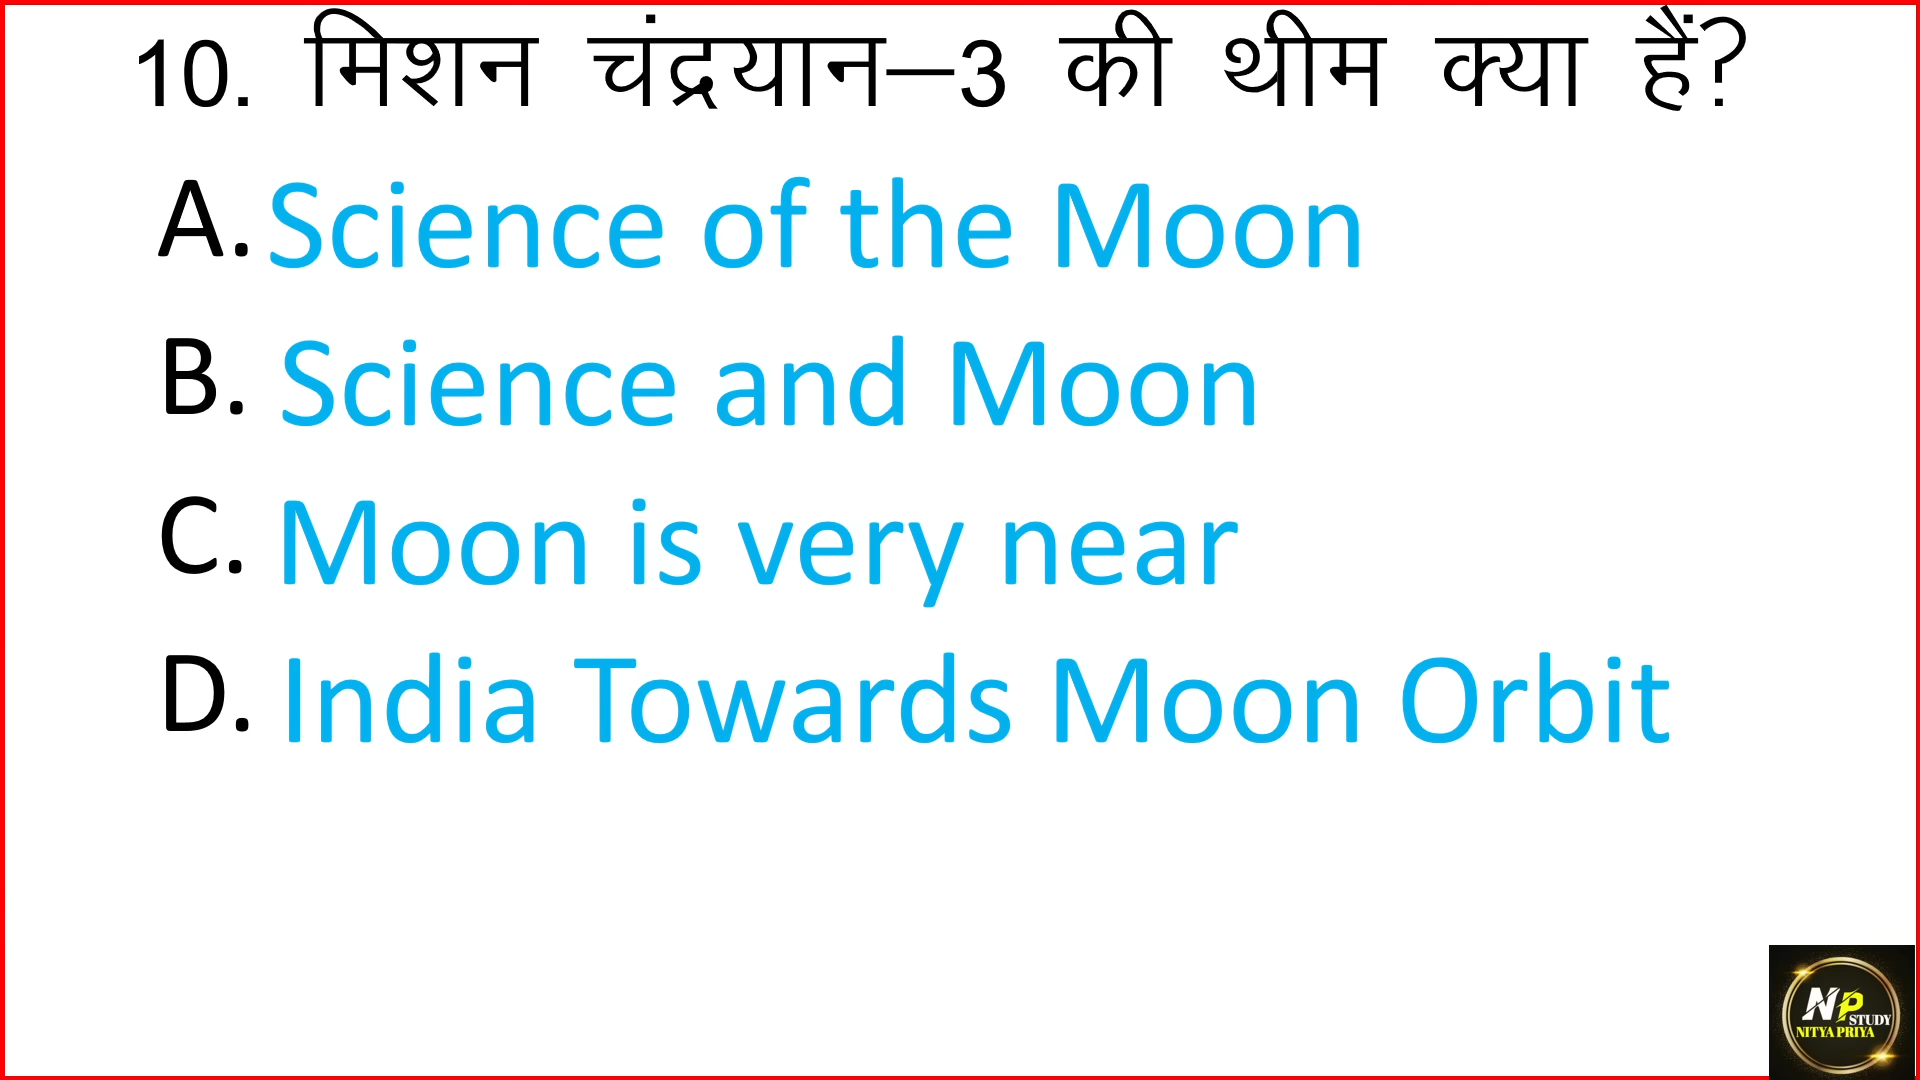 10. मिशन चंद्रयान–3 की थीम क्या हैं?
A. Science of the Moon
B. Science and Moon
C. Moon is very near
D. India Towards Moon Orbit
NP
STUDY
NITYA PRIYA